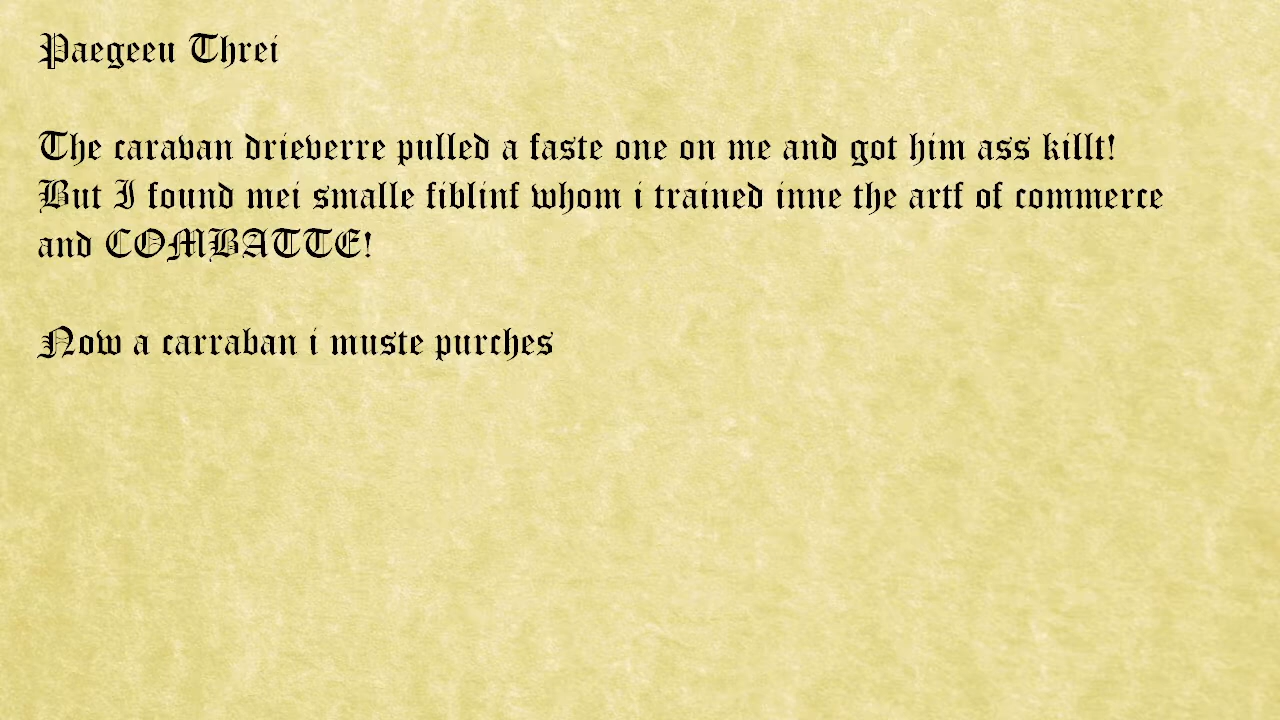 Paegeeu Threi
The caravan drieverre pulled a faste one on me and got him ass killt!
But I found mei smalle fiblinf whom i trained inne the artf of commerce
and COMBATTE!
Now a carraban i muste purches